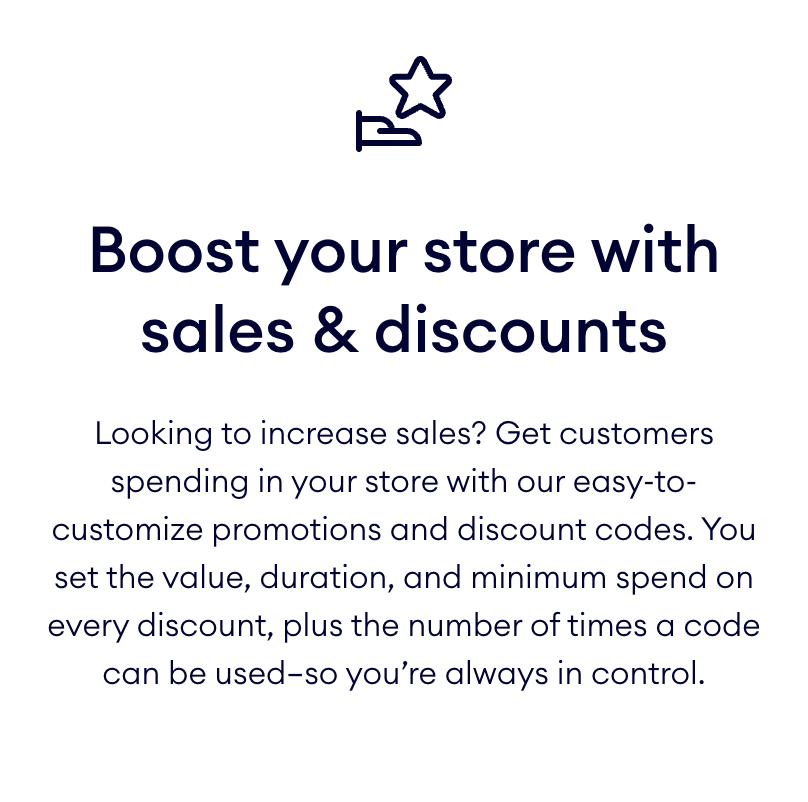 Boost your store with
sales & discounts
Looking to increase sales? Get customers
spending in your store with our easy-to-
customize promotions and discount codes. You
set the value, duration, and minimum spend on
every discount, plus the number of times a code
can be used–so you’re always in control.